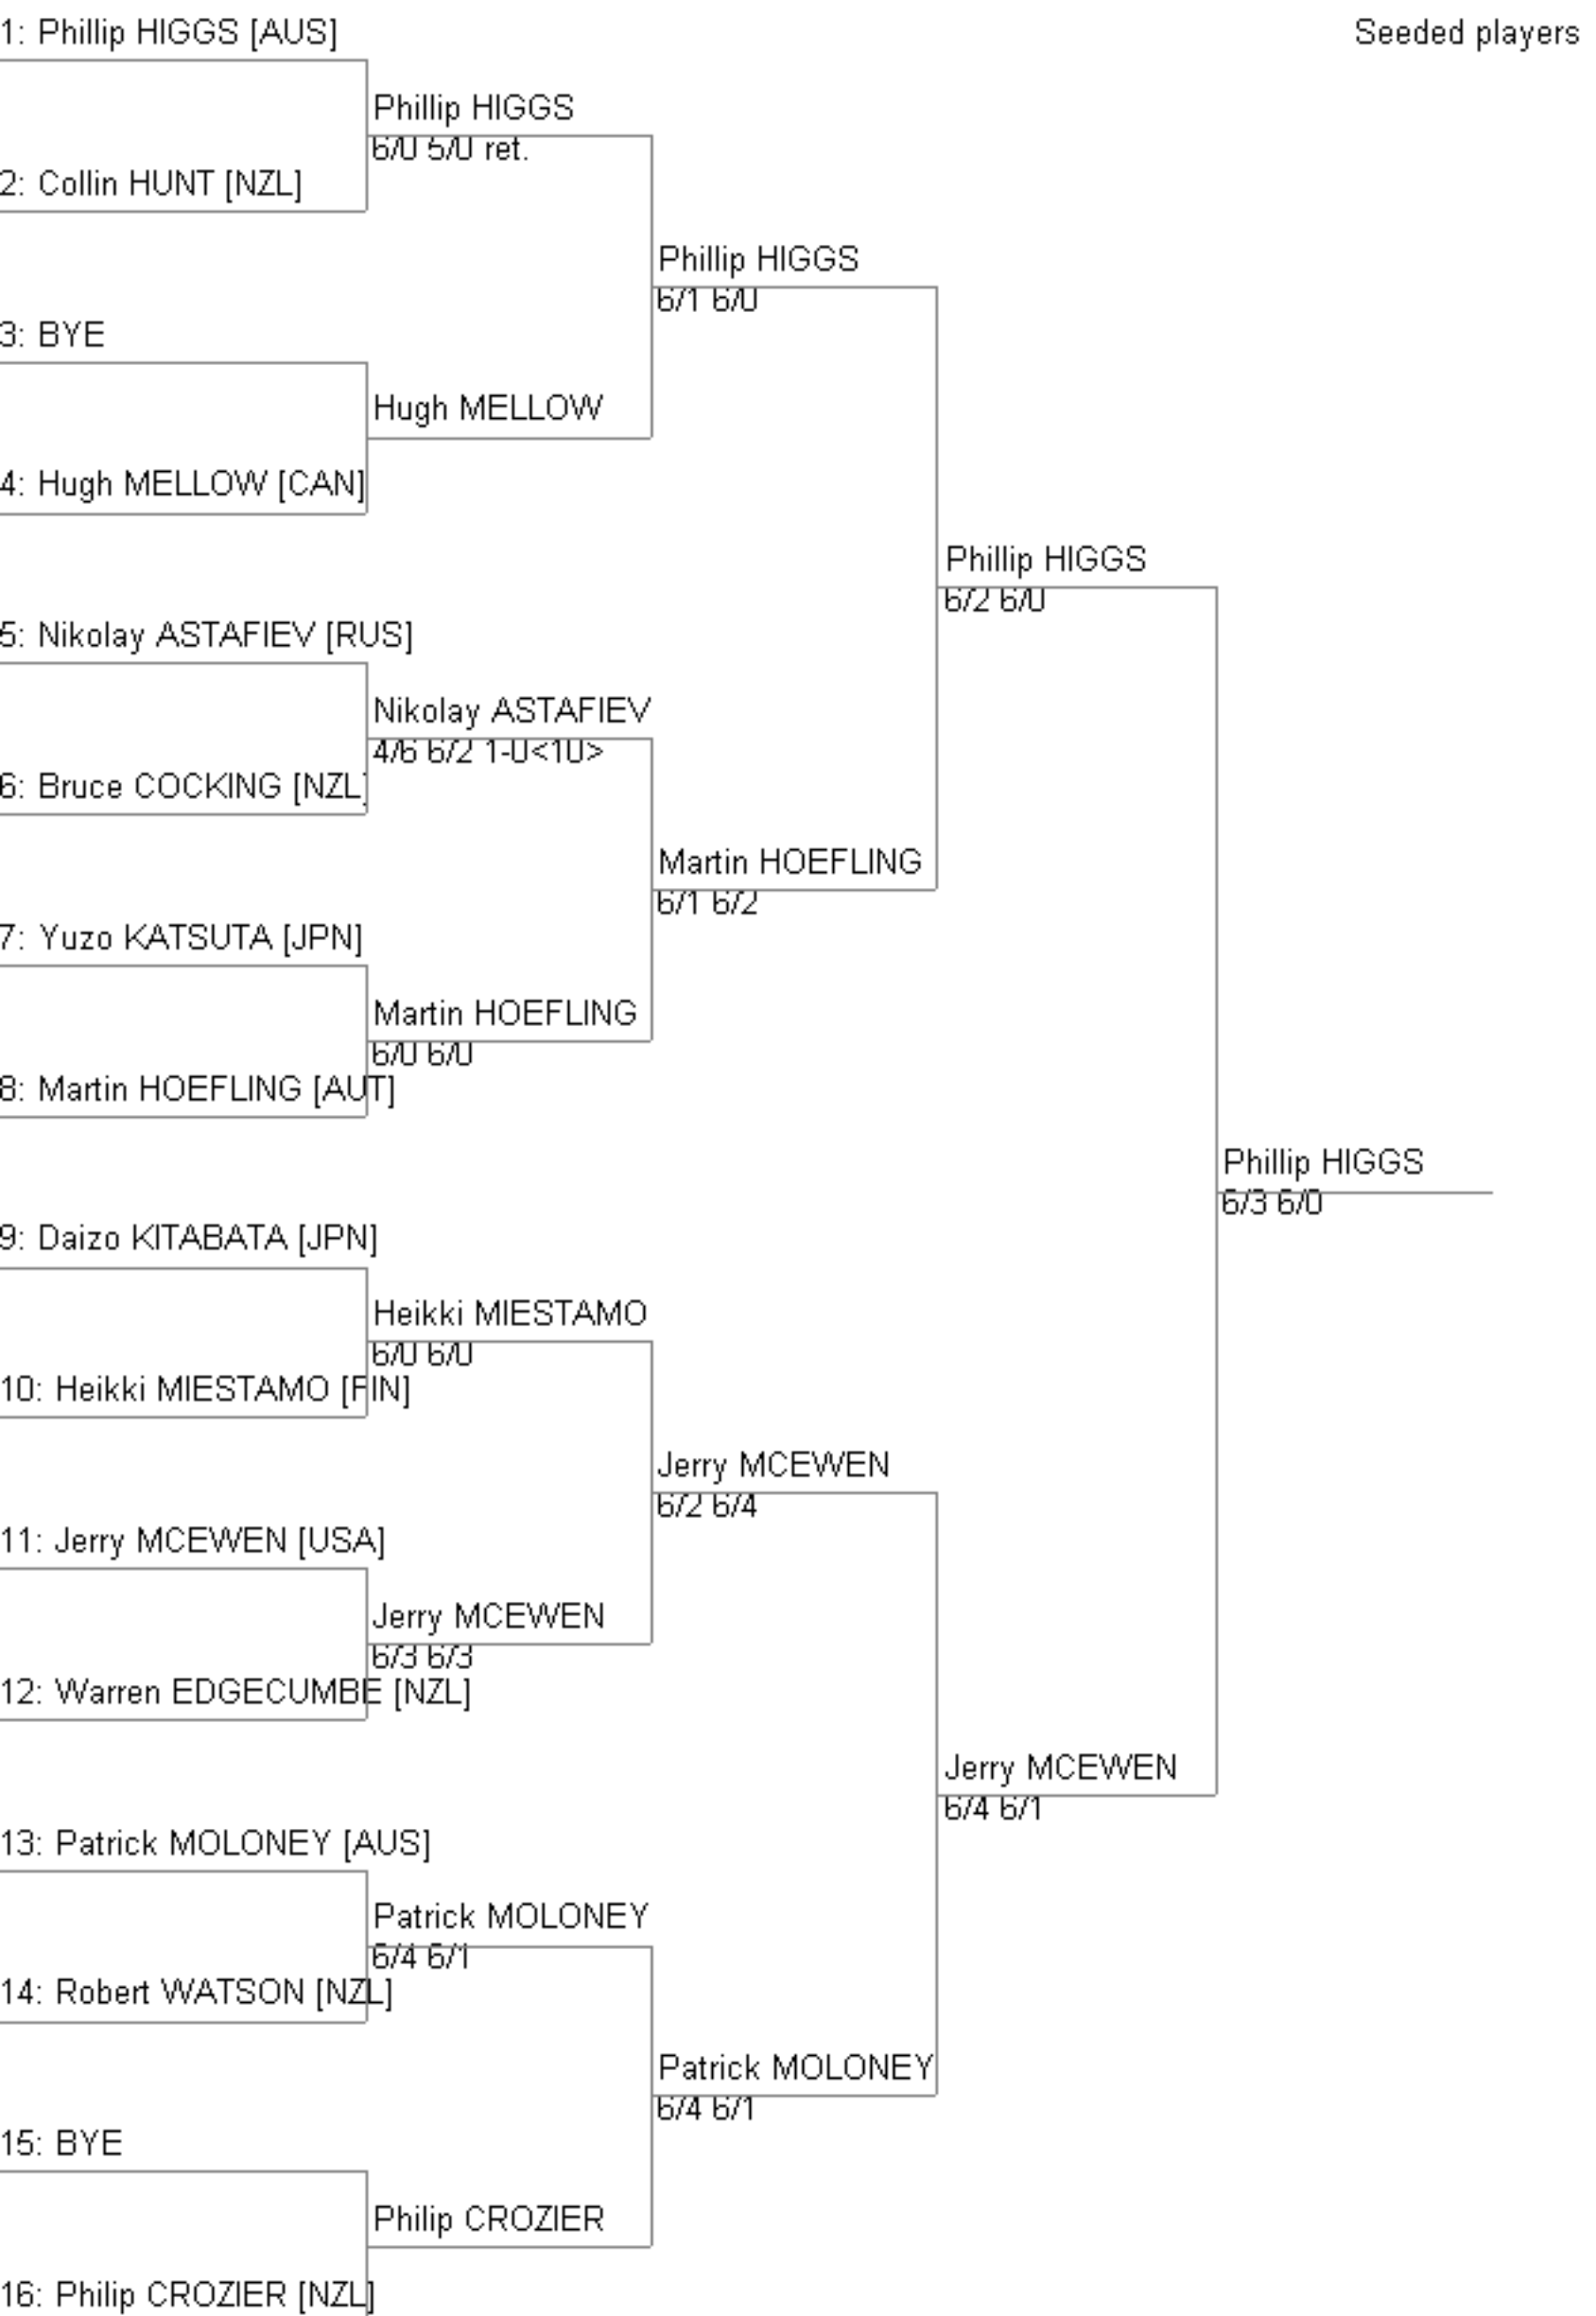 1: Phillip HIGGS [AUS]
Seeded players
Phillip HIGGS
6/0 5/0 ret.
2: Collin HUNT [NZL]
Phillip HIGGS
6/1 6/0
3: BYE
Hugh MELLOW
4: Hugh MELLOW [CAN]
Phillip HIGGS
6/2 6/0
5: Nikolay ASTAFIEV [RUS]
Nikolay ASTAFIEV
4/6 6/2 1-0<10>
6: Bruce COCKING [NZL]
Martin HOEFLING
6/1 6/2
7: Yuzo KATSUTA [JPN]
Martin HOEFLING
6/0 6/0
8: Martin HOEFLING [AUT]
Phillip HIGGS
6/3 6/0
9: Daizo KITABATA [JPN]
Heikki MIESTAMO
6/0 6/0
10: Heikki MIESTAMO [FIN]
Jerry MCEWEN
6/2 6/4
11: Jerry MCEWEN [USA]
Jerry MCEWEN
6/3 6/3
12: Warren EDGECUMBE [NZL]
Jerry MCEWEN
6/4 6/1
13: Patrick MOLONEY [AUS]
Patrick MOLONEY
6/4 6/1
14: Robert WATSON [NZL]
Patrick MOLONEY
6/4 6/1
15: BYE
Philip CROZIER
16: Philip CROZIER [NZL]